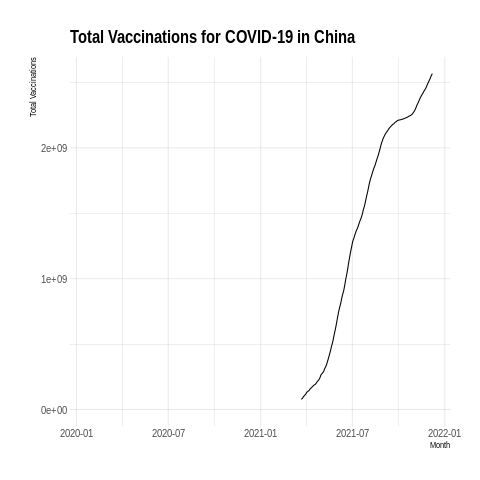 Total Vaccinations for COVID-19 in China
Total Vaccinations
2e+09
1e+09
0e+00
2020-01 2020-07 2021-01 2021-07 2022-01
Month